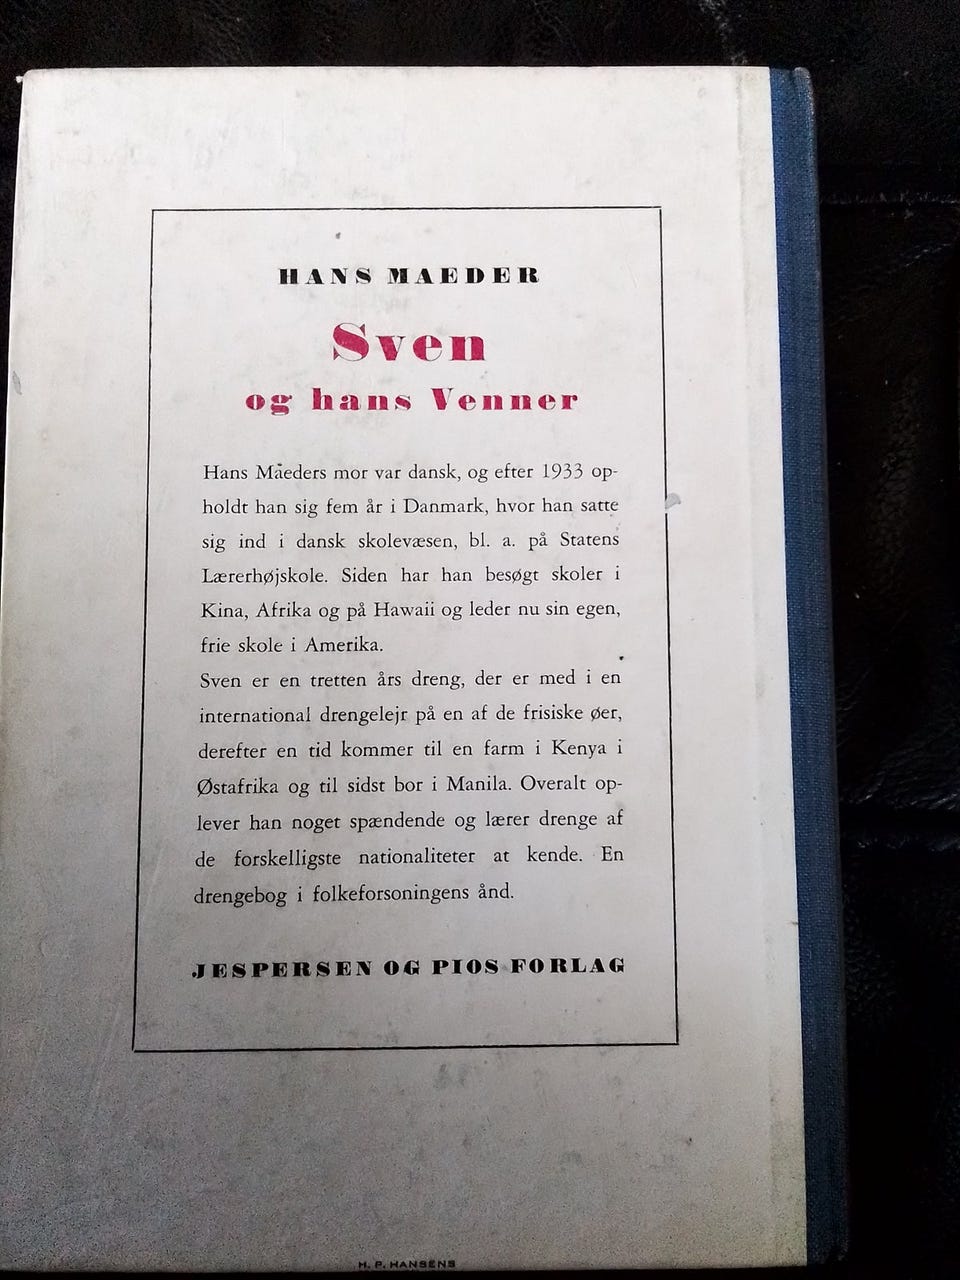 HANS MAEDER
Sven
og hans Venner
Hans Maeders mor var dansk, og efter 1933 op-
holdt han sig fem år i Danmark, hvor han satte
sig ind i dansk skolevæsen, bl. a. på Statens
Lærerhøjskole. Siden har han besøgt skoler i
Kina, Afrika og på Hawaii og leder nu sin egen,
frie skole i Amerika.
Sven er en tretten års dreng, der er med i en
international drengelejr på en af de frisiske øer,
derefter en tid kommer til en farm i Kenya i
Østafrika og til sidst bor i Manila. Overalt op-
lever han noget spændende og lærer drenge af
de forskelligste nationaliteter at kende. En
drengebog i folkeforsoningens ånd.
JESPERSEN OG PIOS FORLAG
H. P. HANSENS